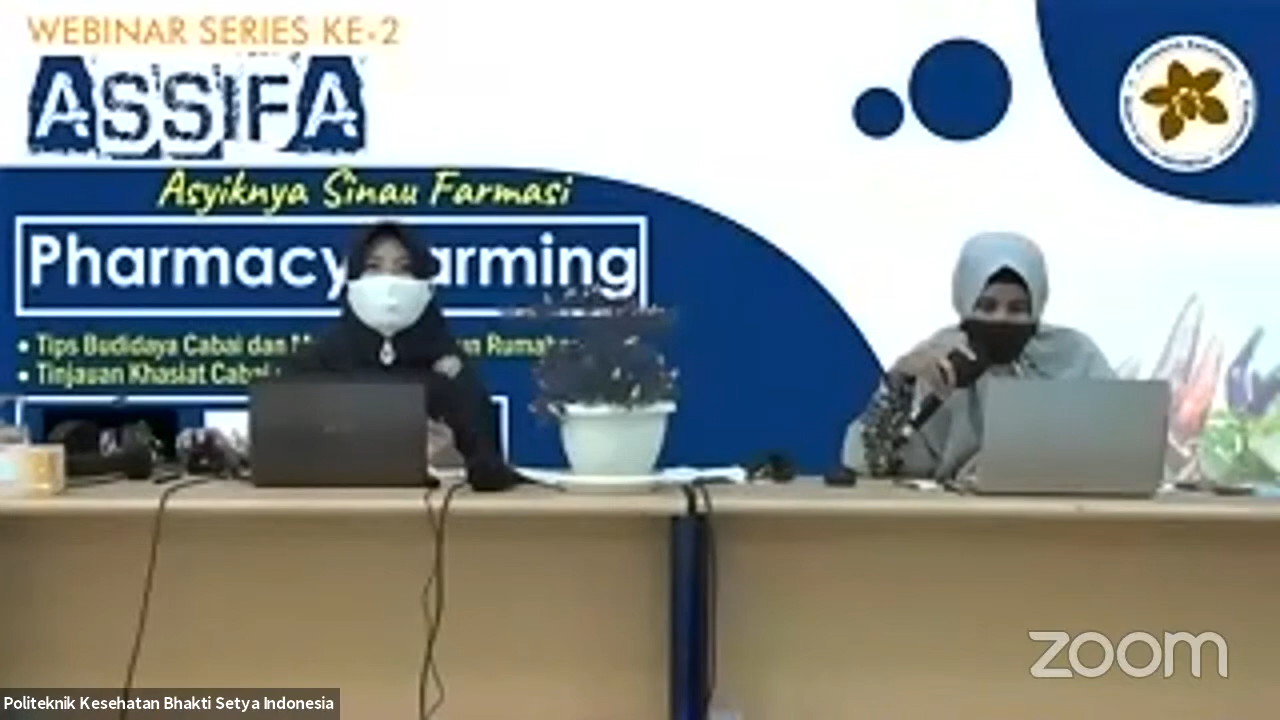 WEBINAR SERIES KE-2
ASSIFA
Asyiknya Sinau Farmasi
Pharmacy arming
• Tips Budidaya Cabai dan
• Tinjauan Khasiat Cabai
zoom
Politeknik Kesehatan Bhakti Setya Indonesia